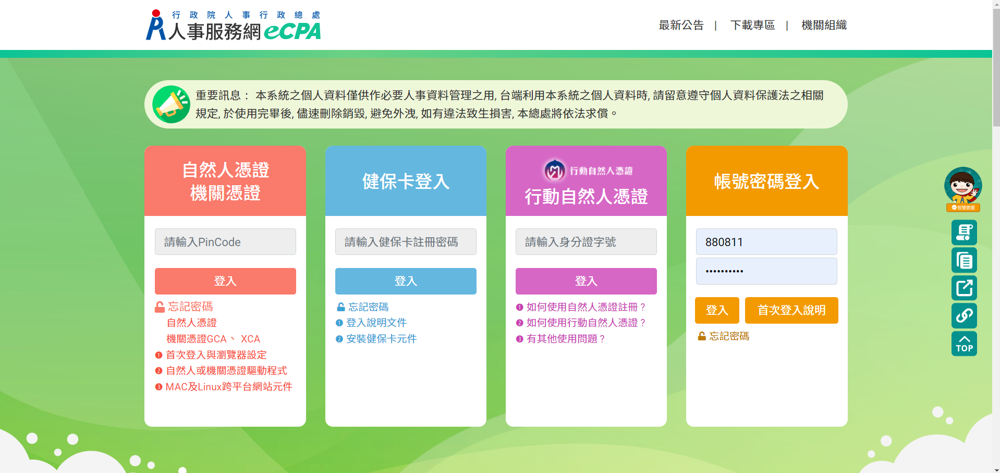 行政院人事行政總處
人事服務網eCPA
最新公告 | 下載專區 | 機關組織
重要訊息： 本系統之個人資料僅供作必要人事資料管理之用, 台端利用本系統之個人資料時, 請留意遵守個人資料保護法之相關
規定, 於使用完畢後, 儘速刪除銷毀, 避免外洩, 如有違法致生損害, 本總處將依法求償。
自然人憑證
機關憑證
請輸入PinCode
登入
忘記密碼
自然人憑證
機關憑證GCA、XCA
❶ 首次登入與瀏覽器設定
❷ 自然人或機關憑證驅動程式
❸ MAC及Linux跨平台網站元件
健保卡登入
請輸入健保卡註冊密碼
登入
忘記密碼
❶ 登入說明文件
❷ 安裝健保卡元件
行動自然人憑證
行動自然人憑證
請輸入身分證字號
登入
❶ 如何使用自然人憑證註冊？
❷ 如何使用行動自然人憑證？
❸ 有其他使用問題？
帳號密碼登入
880811
••••••••••
登入
首次登入說明
忘記密碼
智慧客服
TOP